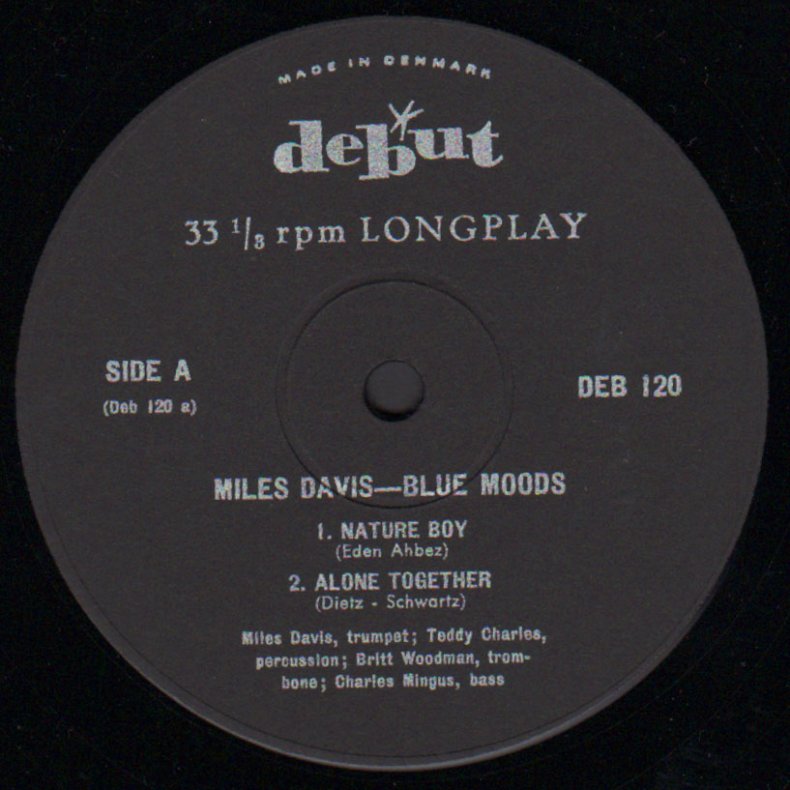 MADE IN DENMARK
debut
33 1/3 rpm LONGPLAY
SIDE A
(Deb 120 a)
DEB 120
MILES DAVIS—BLUE MOODS
1. NATURE BOY
(Eden Ahbez)
2. ALONE TOGETHER
(Dietz - Schwartz)
Miles Davis, trumpet; Teddy Charles,
percussion; Britt Woodman, trom-
bone; Charles Mingus, bass